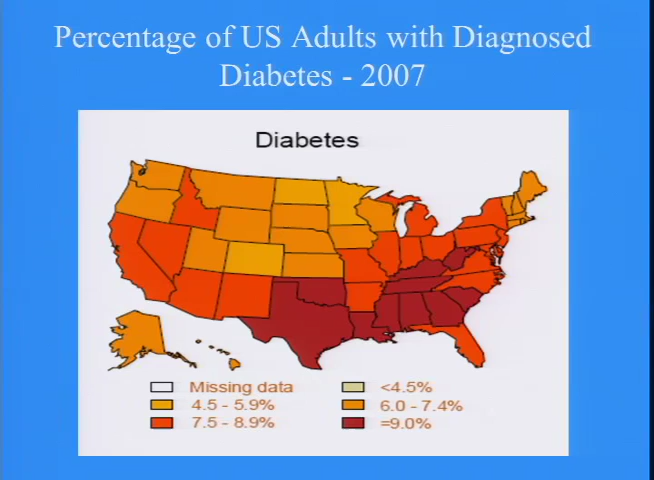 Percentage of US Adults with Diagnosed
Diabetes - 2007
Diabetes
Missing data
<4.5%
4.5 - 5.9%
6.0 - 7.4%
7.5 - 8.9%
=9.0%